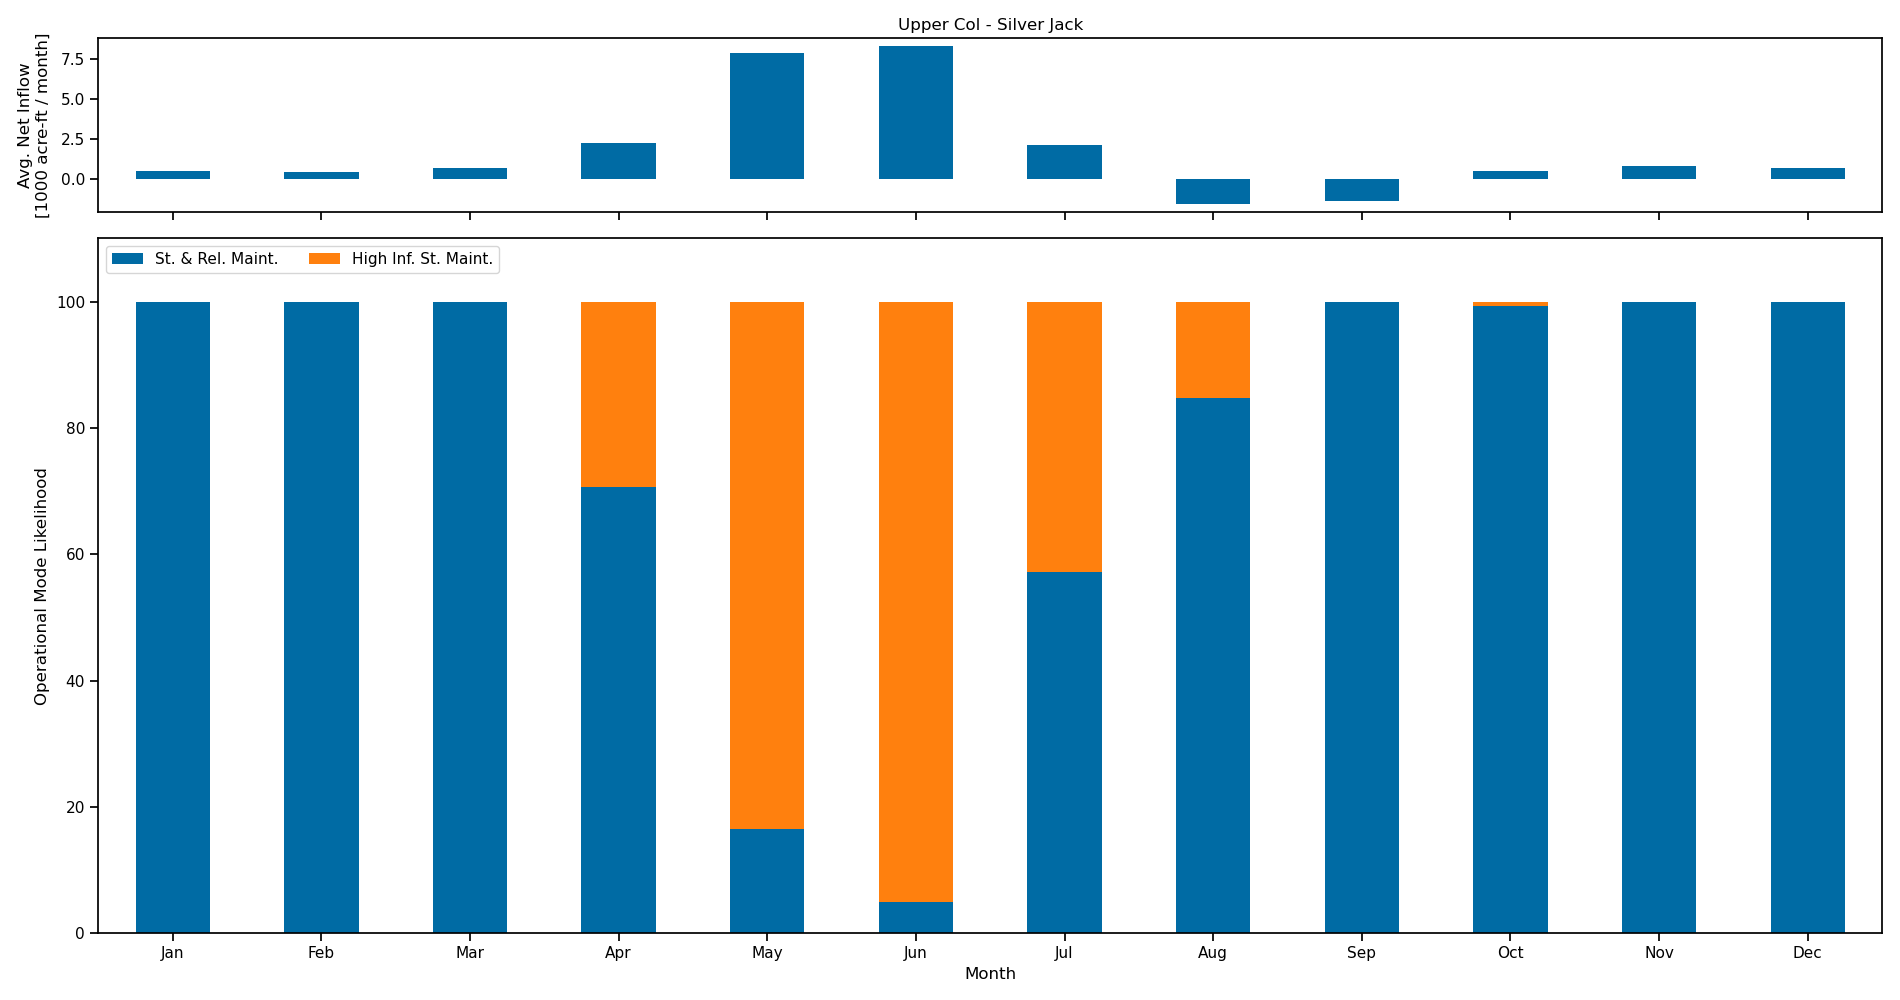 Upper Col - Silver Jack
Avg. Net Inflow
[1000 acre-ft / month]
7.5
5.0
2.5
0.0
St. & Rel. Maint.
High Inf. St. Maint.
Operational Mode Likelihood
100
80
60
40
20
0
Jan Feb Mar Apr May Jun Jul Aug Sep Oct Nov Dec
Month